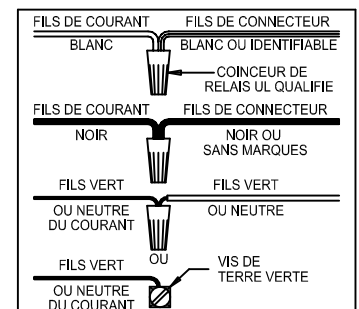 FILS DE COURANT FILS DE CONNECTEUR
BLANC BLANC OU IDENTIFIABLE
COINCEUR DE
RELAIS UL QUALIFIE
FILS DE COURANT FILS DE CONNECTEUR
NOIR NOIR OU
SANS MARQUES
FILS VERT FILS VERT
OU NEUTRE OU NEUTRE
DU COURANT
OU
FILS VERT VIS DE
TERRE VERTE
OU NEUTRE
DU COURANT